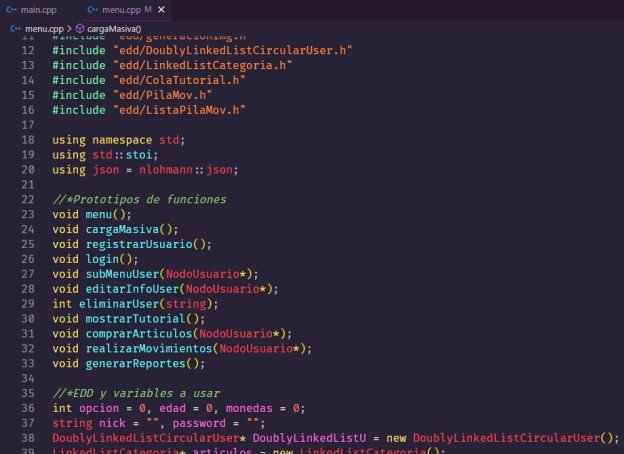 main.cpp menu.cpp M ×
menu.cpp > cargaMasiva()
11 #include "edd/generacionimg.h"
12 #include "edd/DoublyLinkedListCircularUser.h"
13 #include "edd/LinkedListCategoria.h"
14 #include "edd/ColaTutorial.h"
15 #include "edd/PilaMov.h"
16 #include "edd/ListaPilaMov.h"
17
18 using namespace std;
19 using std::stoi;
20 using json = nlohmann::json;
21
22 //*Prototipos de funciones
23 void menu();
24 void cargaMasiva();
25 void registrarUsuario();
26 void login();
27 void subMenuUser(NodoUsuario*);
28 void editarInfoUser(NodoUsuario*);
29 int eliminarUser(string);
30 void mostrarTutorial();
31 void comprarArticulos(NodoUsuario*);
32 void realizarMovimientos(NodoUsuario*);
33 void generarReportes();
34
35 //*EDD y variables a usar
36 int opcion = 0, edad = 0, monedas = 0;
37 string nick = "", password = "";
38 DoublyLinkedListCircularUser* DoublyLinkedListU = new DoublyLinkedListCircularUser();
39 LinkedListCategoria* articulos = new LinkedListCategoria();